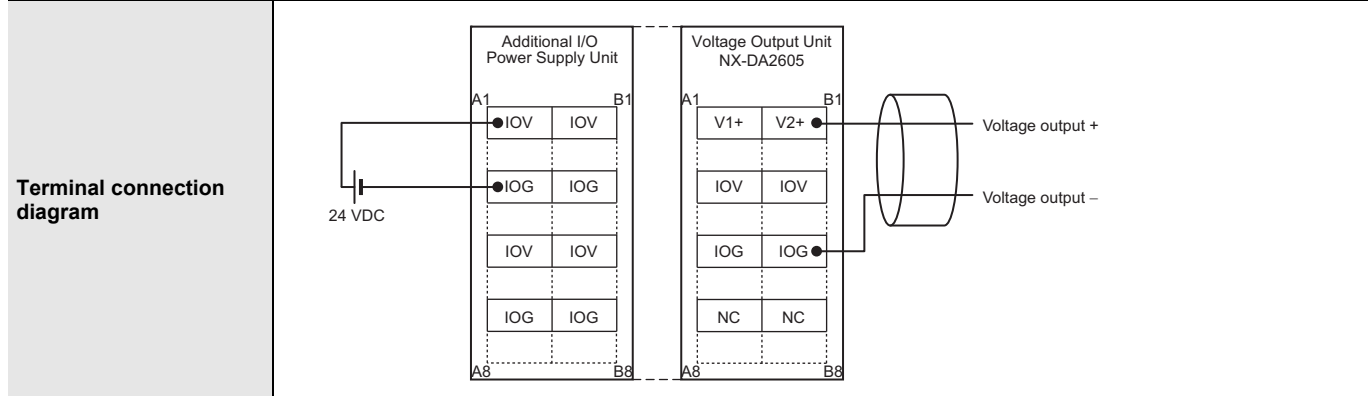 Terminal connection
diagram
Additional I/O
Power Supply Unit
A1 B1
IOV IOV
IOG IOG
IOV IOV
IOG IOG
A8 B8
24 VDC
Voltage Output Unit
NX-DA2605
A1 B1
V1+ V2+
IOV IOV
IOG IOG
NC NC
A8 B8
Voltage output +
Voltage output −